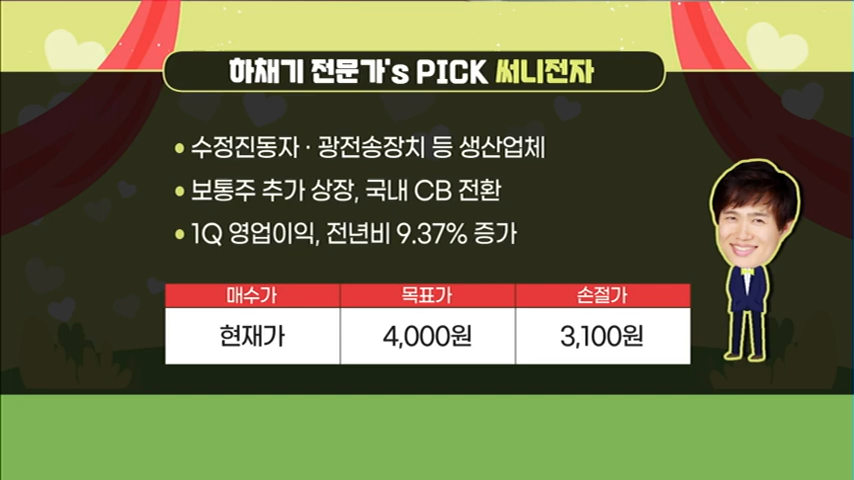 하채기 전문가's PICK 써니전자
• 수정진동자 · 광전송장치 등 생산업체
• 보통주 추가 상장, 국내 CB 전환
• 1Q 영업이익, 전년비 9.37% 증가
매수가 목표가 손절가
현재가 4,000원 3,100원